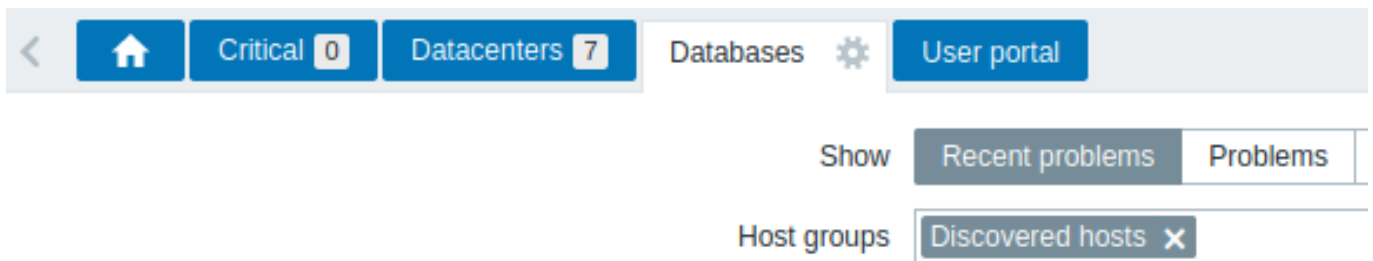 Critical 0 Datacenters 7 Databases User portal
Show Recent problems Problems
Host groups Discovered hosts